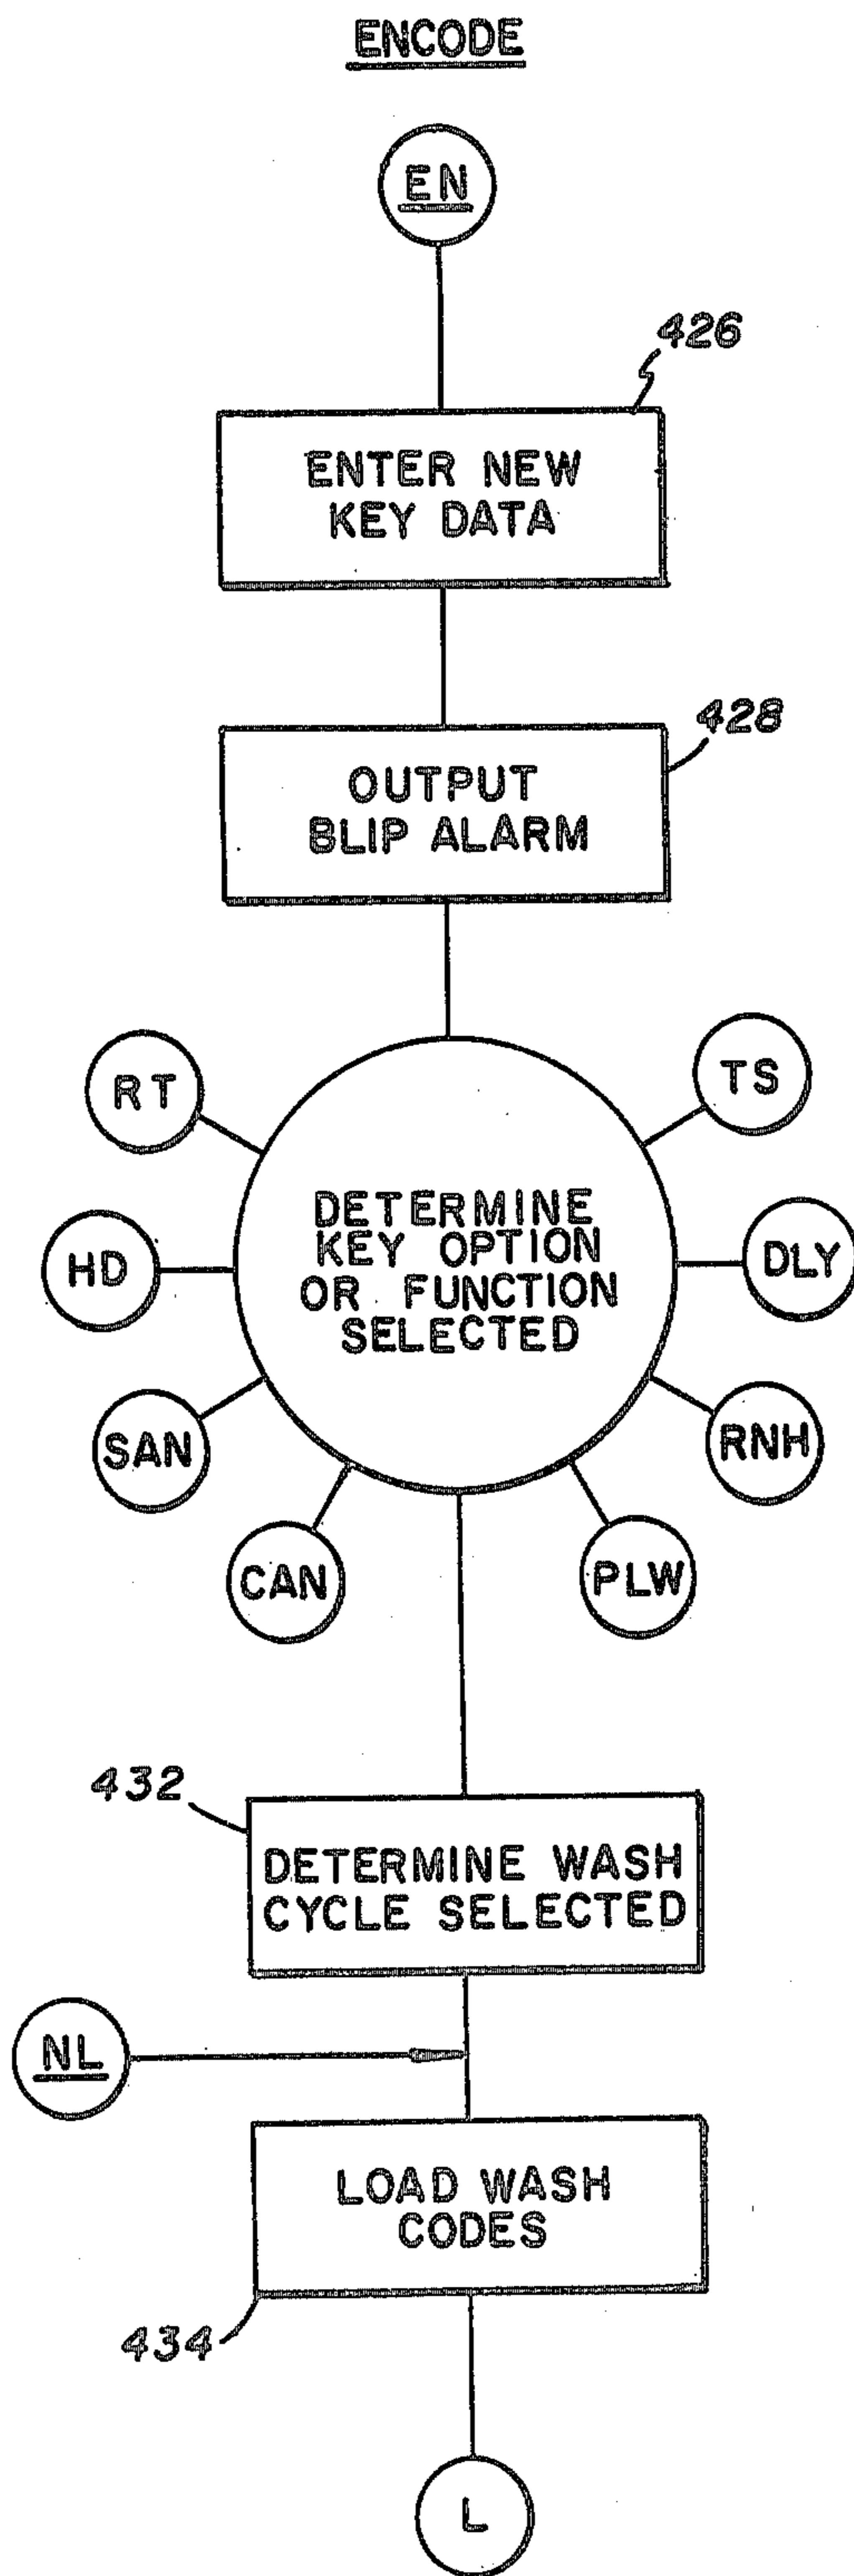 ENCODE
EN
426
ENTER NEW
KEY DATA
428
OUTPUT
BLIP ALARM
RT
TS
HD
DETERMINE
KEY OPTION
OR FUNCTION
SELECTED
DLY
SAN
RNH
CAN
PLW
432
DETERMINE WASH
CYCLE SELECTED
NL
LOAD WASH
CODES
434
L